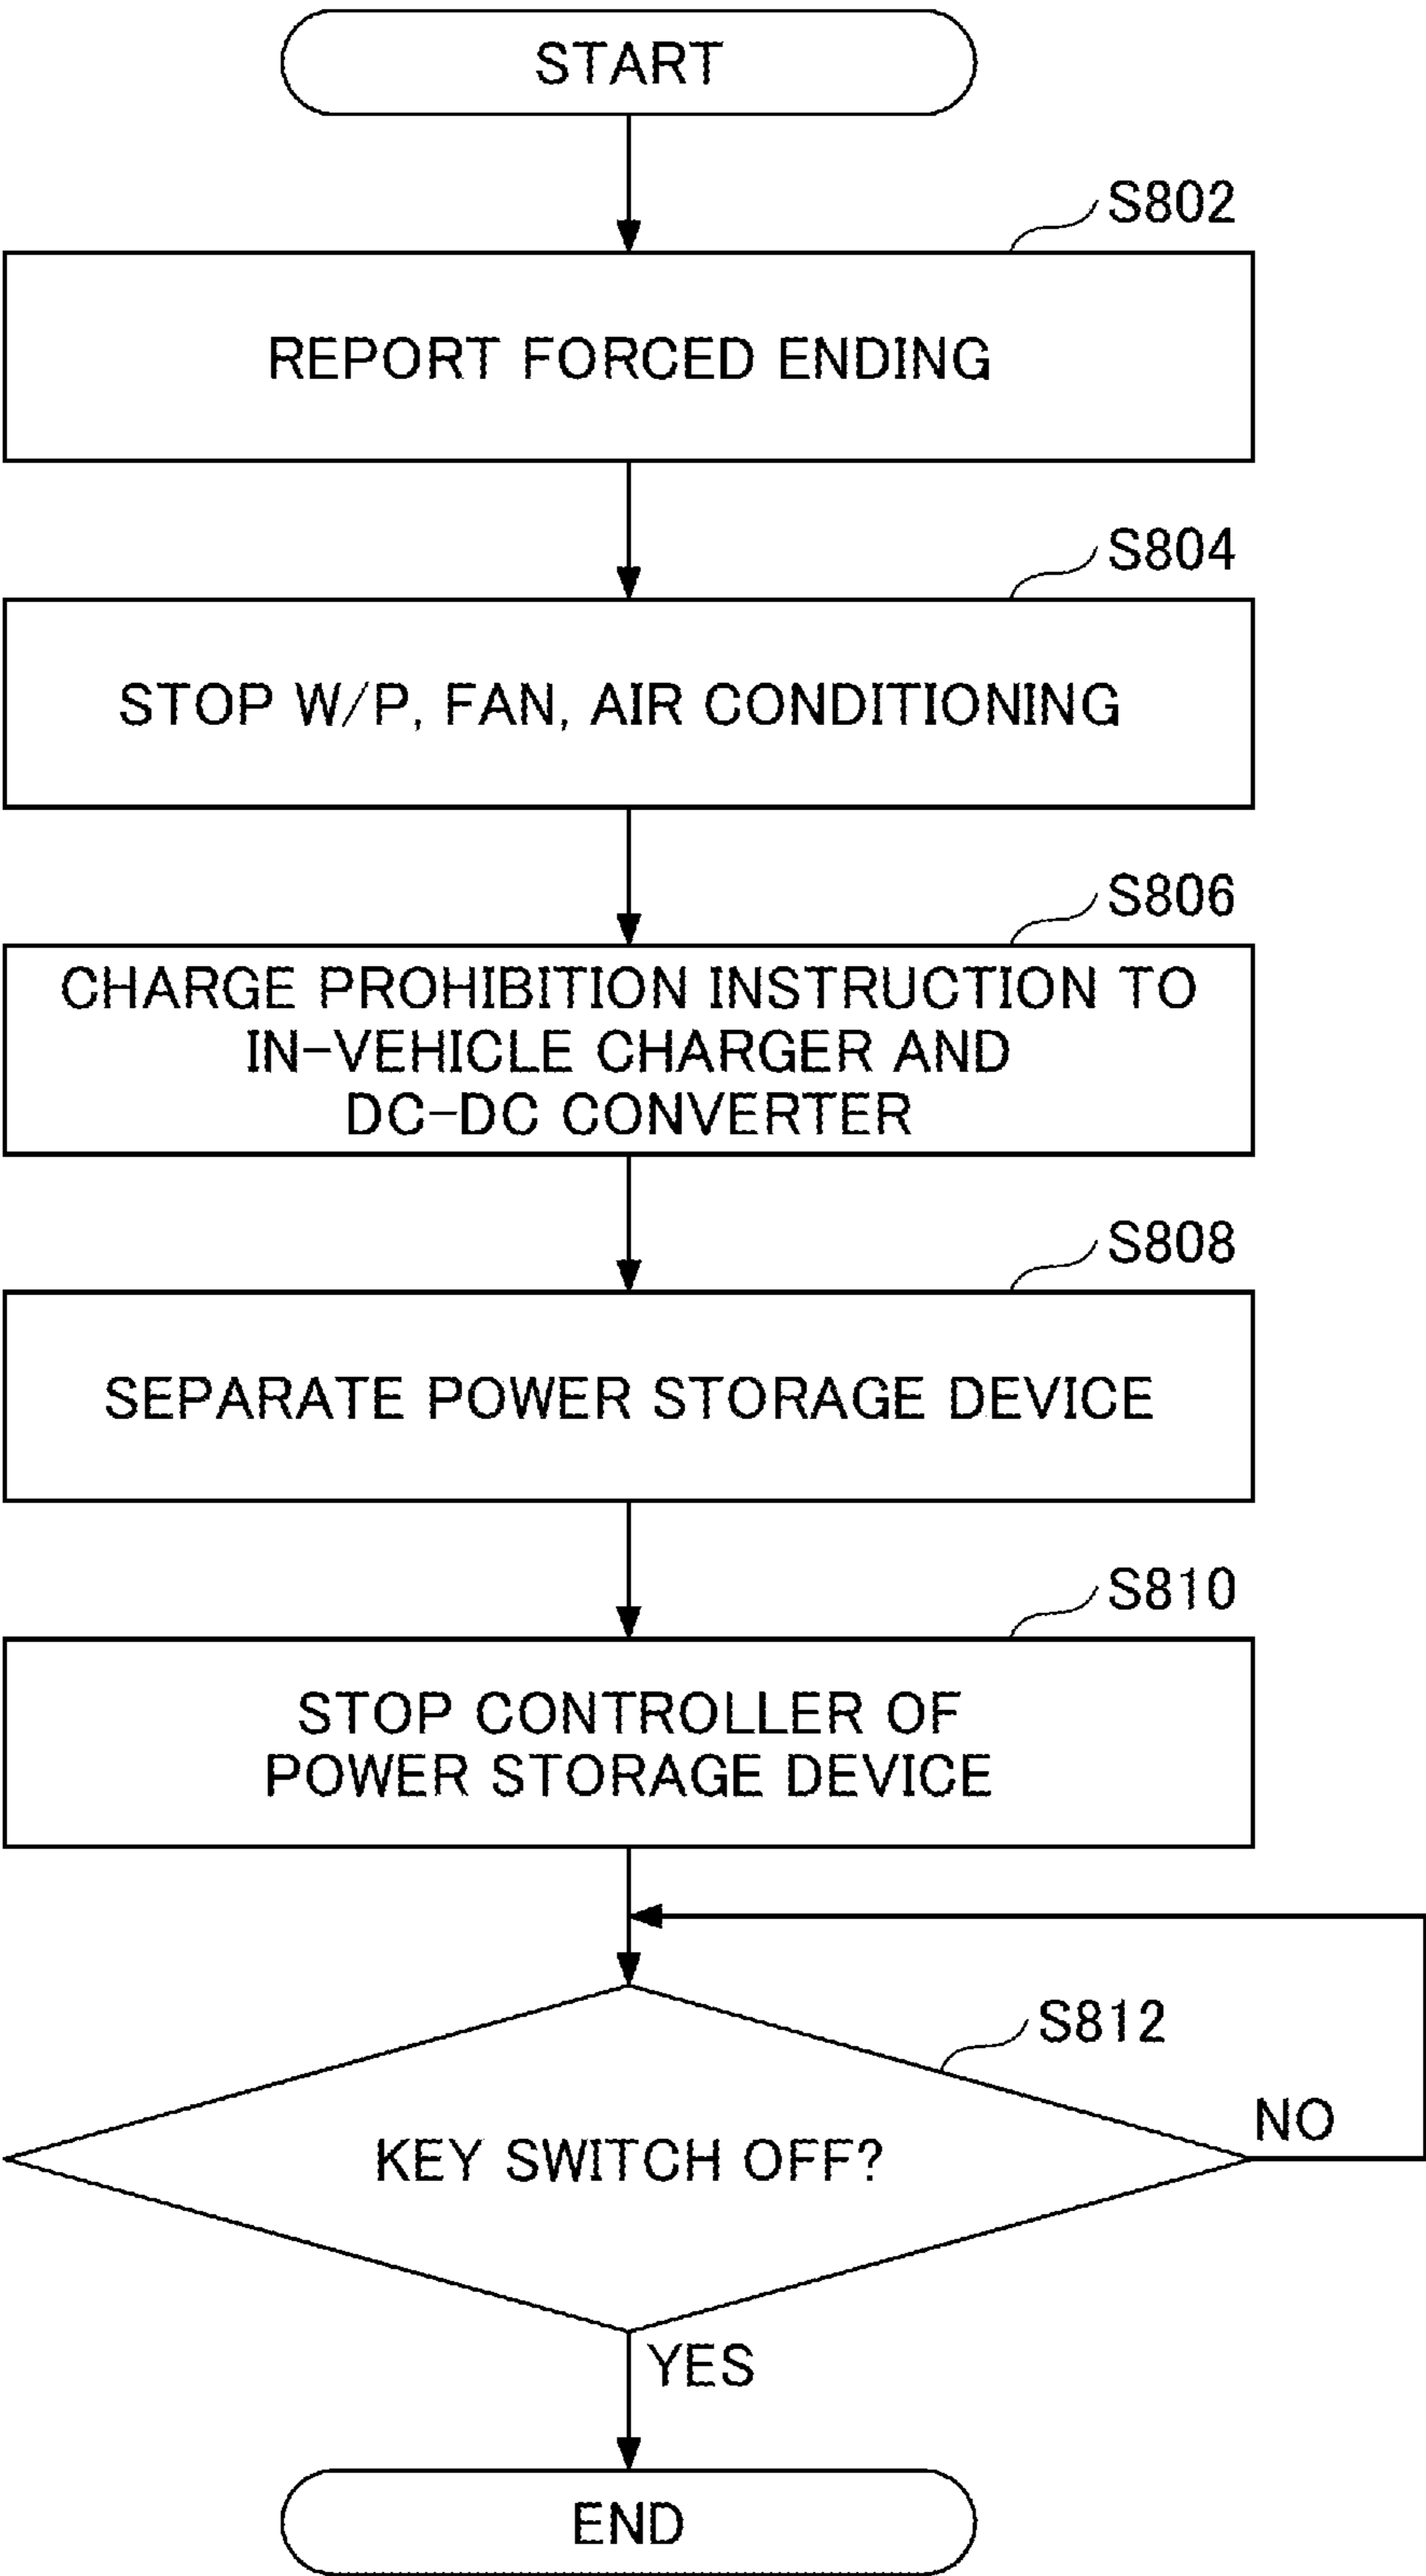 START
S802
REPORT FORCED ENDING
S804
STOP W/P, FAN, AIR CONDITIONING
S806
CHARGE PROHIBITION INSTRUCTION TO
IN-VEHICLE CHARGER AND
DC-DC CONVERTER
S808
SEPARATE POWER STORAGE DEVICE
S810
STOP CONTROLLER OF
POWER STORAGE DEVICE
S812
NO
KEY SWITCH OFF?
YES
END